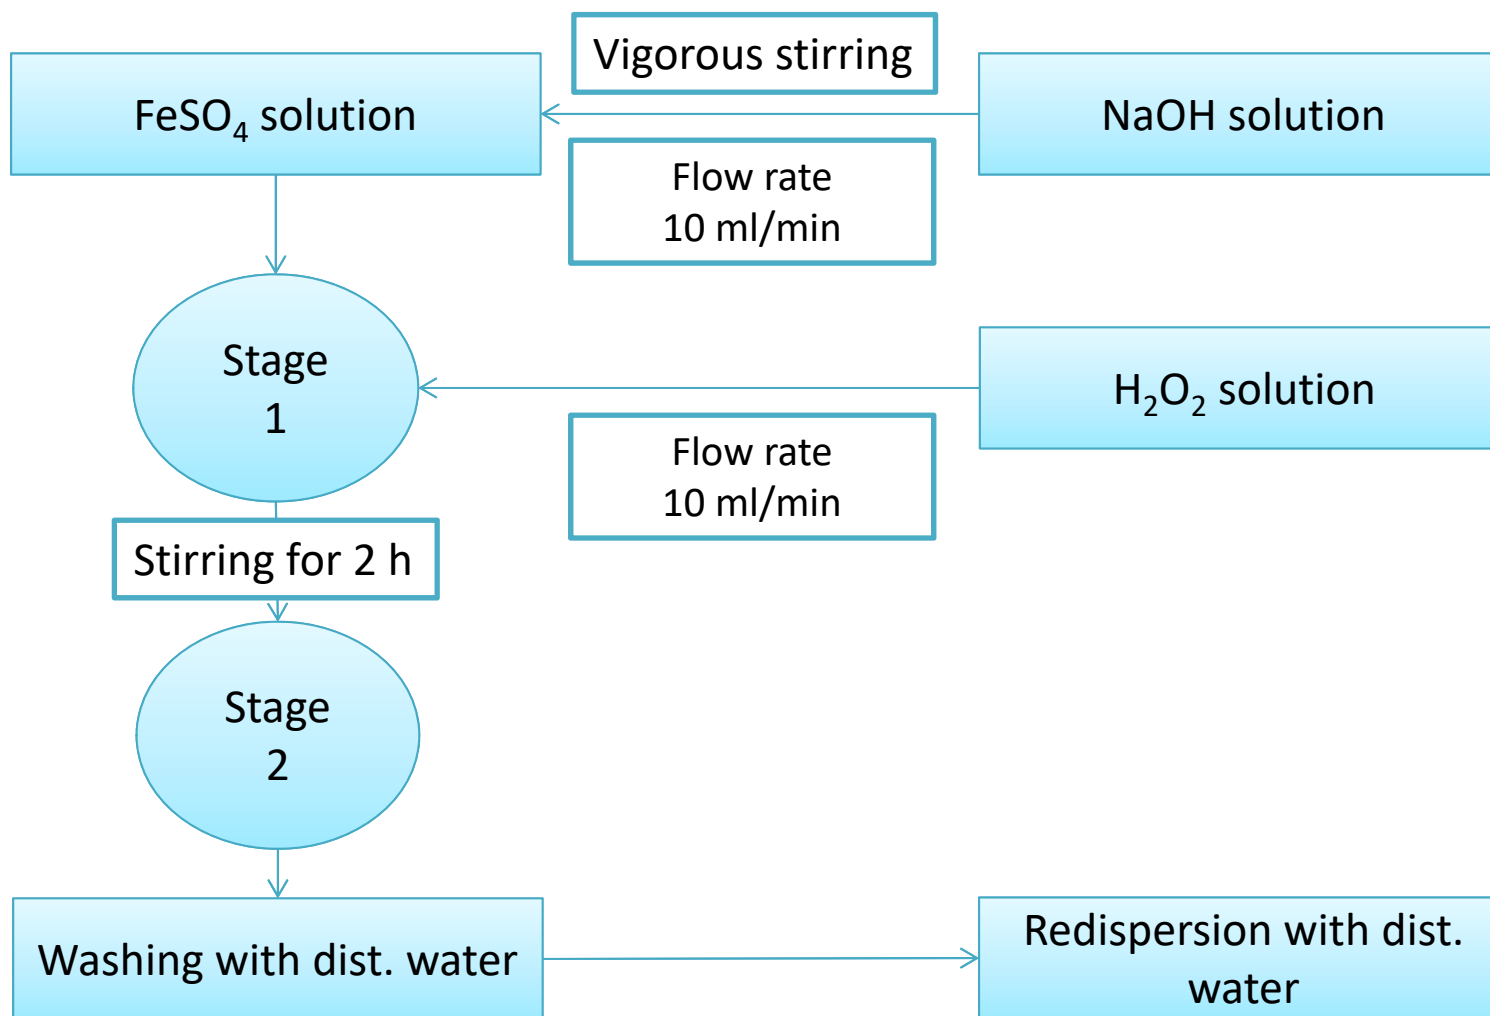 Vigorous stirring
FeSO₄ solution
NaOH solution
Flow rate
10 ml/min
Stage
1
H₂O₂ solution
Flow rate
10 ml/min
Stirring for 2 h
Stage
2
Washing with dist. water
Redispersion with dist.
water